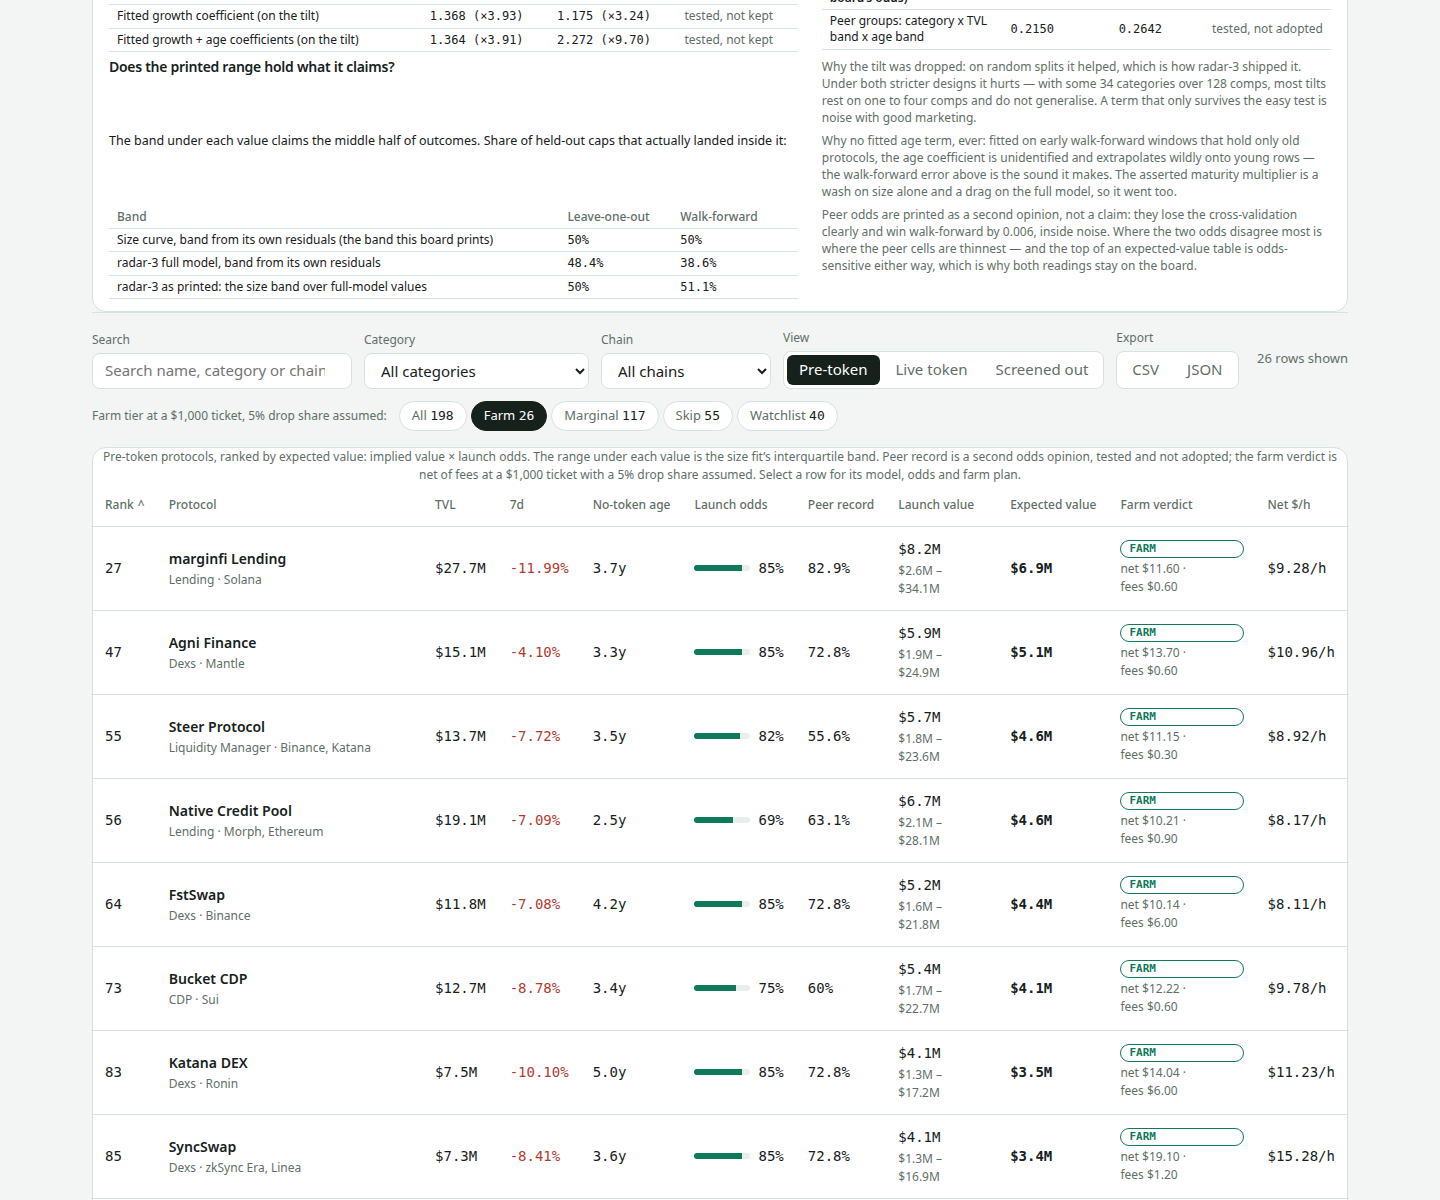 Fitted growth coefficient (on the tilt) 1.368 (×3.93) 1.175 (×3.24) tested, not kept
Fitted growth + age coefficients (on the tilt) 1.364 (×3.91) 2.272 (×9.70) tested, not kept
Does the printed range hold what it claims?
The band under each value claims the middle half of outcomes. Share of held-out caps that actually landed inside it:
Band Leave-one-out Walk-forward
Size curve, band from its own residuals (the band this board prints) 50% 50%
radar-3 full model, band from its own residuals 48.4% 38.6%
radar-3 as printed: the size band over full-model values 50% 51.1%
Peer groups: category x TVL
band x age band 0.2150 0.2642 tested, not adopted
Why the tilt was dropped: on random splits it helped, which is how radar-3 shipped it.
Under both stricter designs it hurts — with some 34 categories over 128 comps, most tilts
rest on one to four comps and do not generalise. A term that only survives the easy test is
noise with good marketing.
Why no fitted age term, ever: fitted on early walk-forward windows that hold only old
protocols, the age coefficient is unidentified and extrapolates wildly onto young rows —
the walk-forward error above is the sound it makes. The asserted maturity multiplier is a
wash on size alone and a drag on the full model, so it went too.
Peer odds are printed as a second opinion, not a claim: they lose the cross-validation
clearly and win walk-forward by 0.006, inside noise. Where the two odds disagree most is
where the peer cells are thinnest — and the top of an expected-value table is odds-
sensitive either way, which is why both readings stay on the board.
Search Category Chain View Export
Search name, category or chain All categories All chains Pre-token Live token Screened out CSV JSON 26 rows shown
Farm tier at a $1,000 ticket, 5% drop share assumed: All 198 Farm 26 Marginal 117 Skip 55 Watchlist 40
Pre-token protocols, ranked by expected value: implied value × launch odds. The range under each value is the size fit's interquartile band. Peer record is a second odds opinion, tested and not adopted; the farm verdict is
net of fees at a $1,000 ticket with a 5% drop share assumed. Select a row for its model, odds and farm plan.
Rank ^ Protocol TVL 7d No-token age Launch odds Peer record Launch value Expected value Farm verdict Net $/h
27 marginfi Lending $27.7M -11.99% 3.7y 85% 82.9% $8.2M $6.9M FARM $9.28/h
Lending · Solana $2.6M – net $11.60 ·
$34.1M fees $0.60
47 Agni Finance $15.1M -4.10% 3.3y 85% 72.8% $5.9M $5.1M FARM $10.96/h
Dexs · Mantle $1.9M – net $13.70 ·
$24.9M fees $0.60
55 Steer Protocol $13.7M -7.72% 3.5y 82% 55.6% $5.7M $4.6M FARM $8.92/h
Liquidity Manager · Binance, Katana $1.8M – net $11.15 ·
$23.6M fees $0.30
56 Native Credit Pool $19.1M -7.09% 2.5y 69% 63.1% $6.7M $4.6M FARM $8.17/h
Lending · Morph, Ethereum $2.1M – net $10.21 ·
$28.1M fees $0.90
64 FstSwap $11.8M -7.08% 4.2y 85% 72.8% $5.2M $4.4M FARM $8.11/h
Dexs · Binance $1.6M – net $10.14 ·
$21.8M fees $6.00
73 Bucket CDP $12.7M -8.78% 3.4y 75% 60% $5.4M $4.1M FARM $9.78/h
CDP · Sui $1.7M – net $12.22 ·
$22.7M fees $0.60
83 Katana DEX $7.5M -10.10% 5.0y 85% 72.8% $4.1M $3.5M FARM $11.23/h
Dexs · Ronin $1.3M – net $14.04 ·
$17.2M fees $6.00
85 SyncSwap $7.3M -8.41% 3.6y 85% 72.8% $4.1M $3.4M FARM $15.28/h
Dexs · zkSync Era, Linea $1.3M – net $19.10 ·
$16.9M fees $1.20